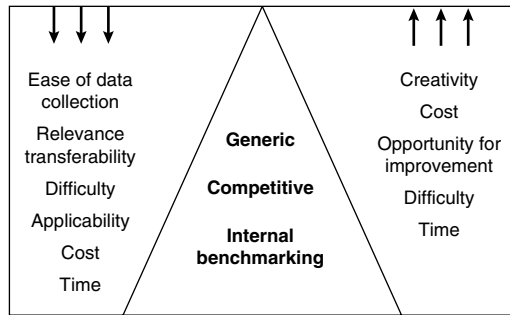 Ease of data
collection
Relevance
transferability
Difficulty
Applicability
Cost
Time
Generic
Competitive
Internal
benchmarking
Creativity
Cost
Opportunity for
improvement
Difficulty
Time